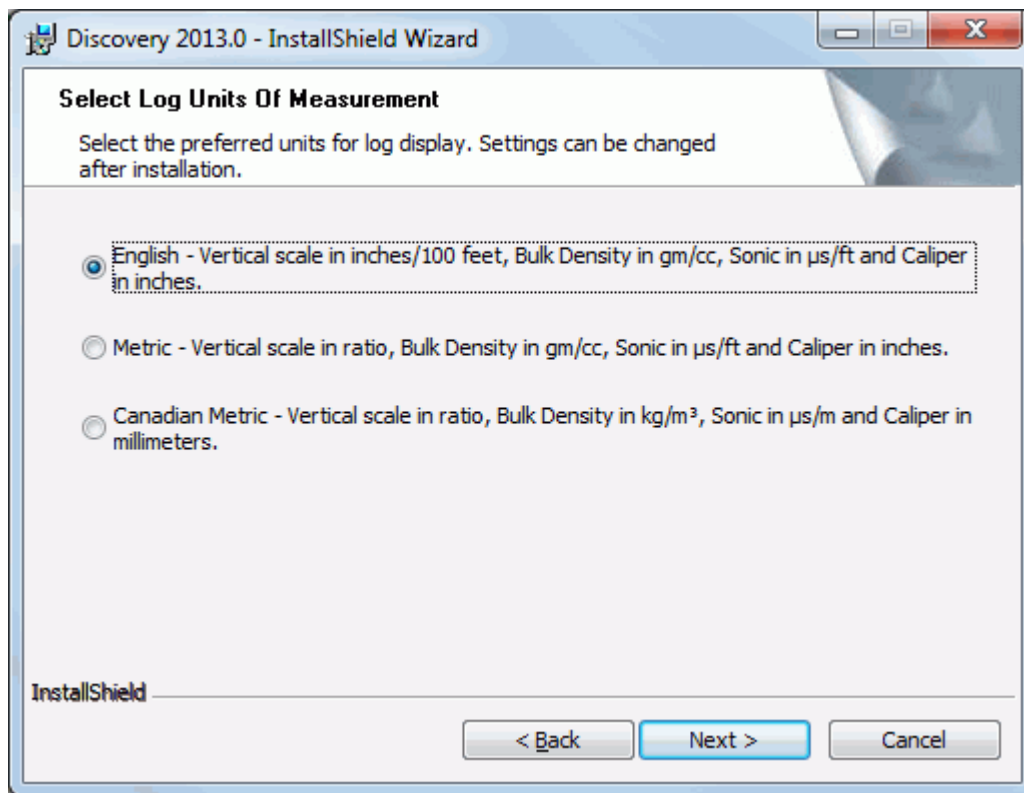 Discovery 2013.0 - InstallShield Wizard
Select Log Units Of Measurement
Select the preferred units for log display. Settings can be changed
after installation.
English - Vertical scale in inches/100 feet, Bulk Density in gm/cc, Sonic in µs/ft and Caliper
in inches.
Metric - Vertical scale in ratio, Bulk Density in gm/cc, Sonic in µs/ft and Caliper in inches.
Canadian Metric - Vertical scale in ratio, Bulk Density in kg/m³, Sonic in µs/m and Caliper in
millimeters.
InstallShield
< Back Next > Cancel